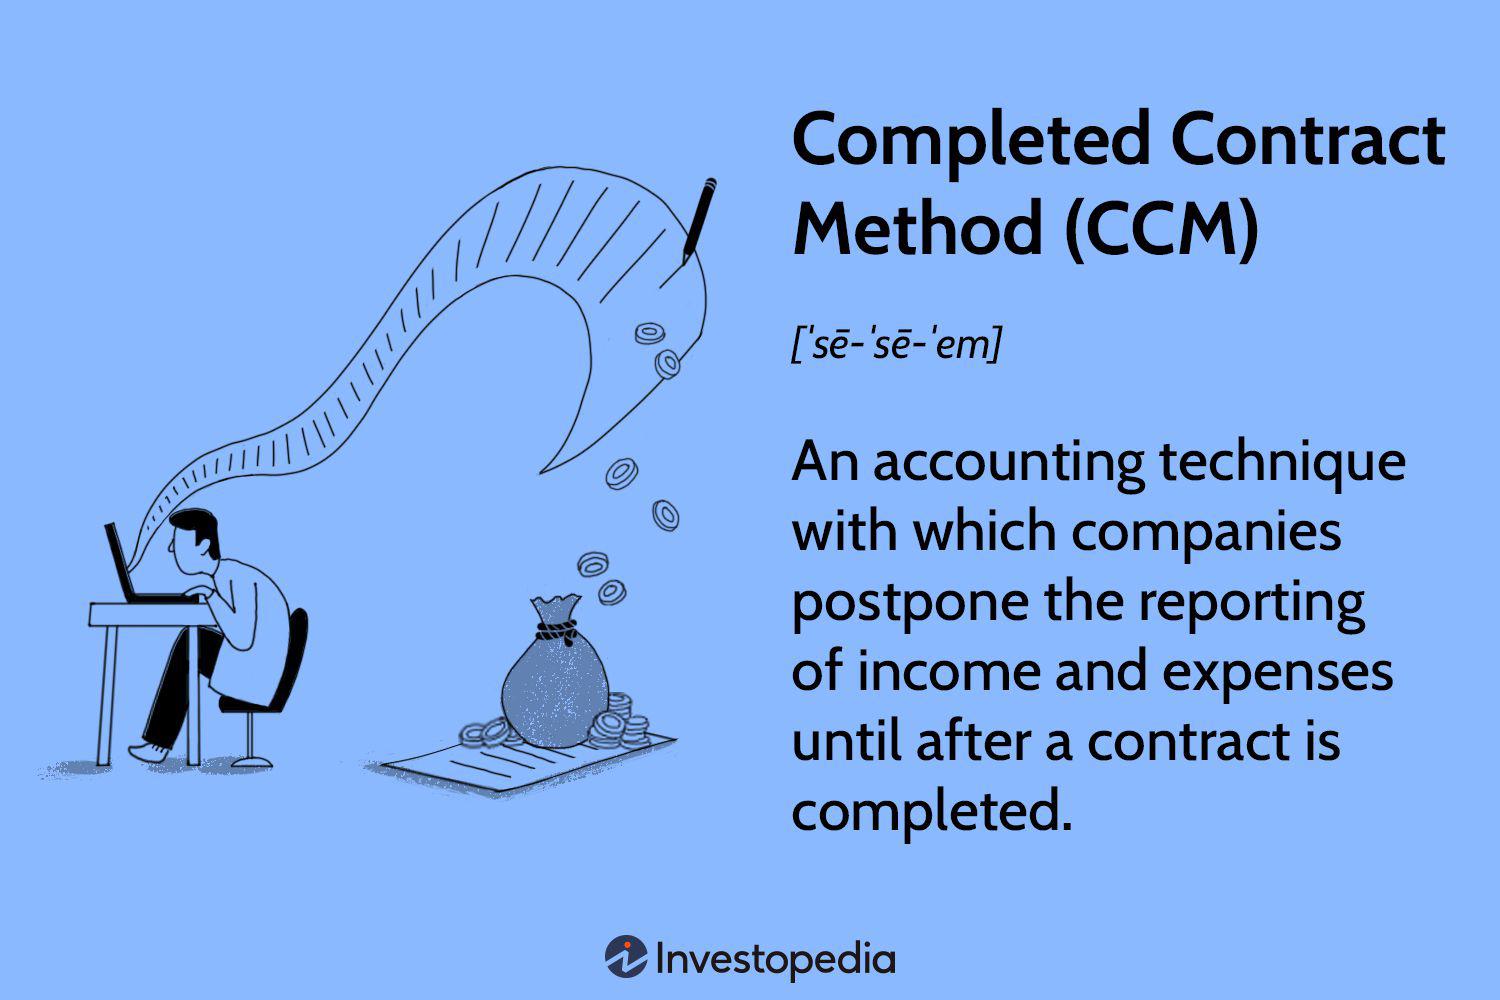 Completed Contract
Method (CCM)
[ˈsē-ˈsē-ˈem]
An accounting technique
with which companies
postpone the reporting
of income and expenses
until after a contract is
completed.
Investopedia